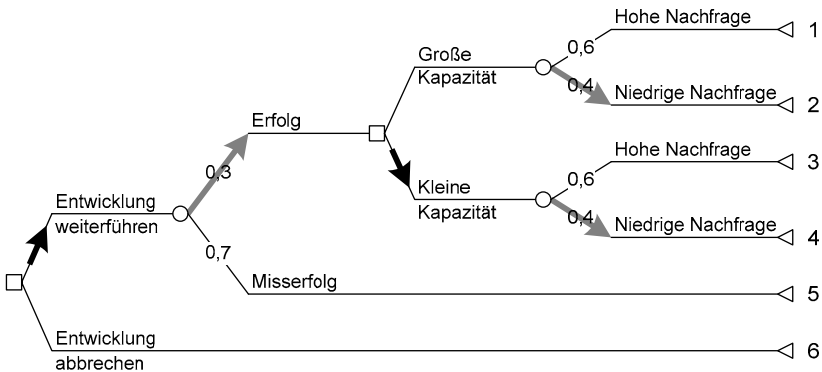 Hohe Nachfrage
1
0,6
Große
Kapazität
0,4
Niedrige Nachfrage
2
Erfolg
0,3
Hohe Nachfrage
3
0,6
Kleine
Kapazität
0,4
Niedrige Nachfrage
4
Entwicklung
weiterführen
0,7
Misserfolg
5
Entwicklung
abbrechen
6